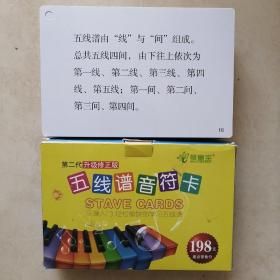 五线谱由“线”与“间”组成。
总共五线四间，由下往上依次为
第一线、第二线、第三线、第四
线、第五线；第一间、第二间、
第三间、第四间。
第二代升级修正版
五线谱音符卡
STAVE CARDS
198